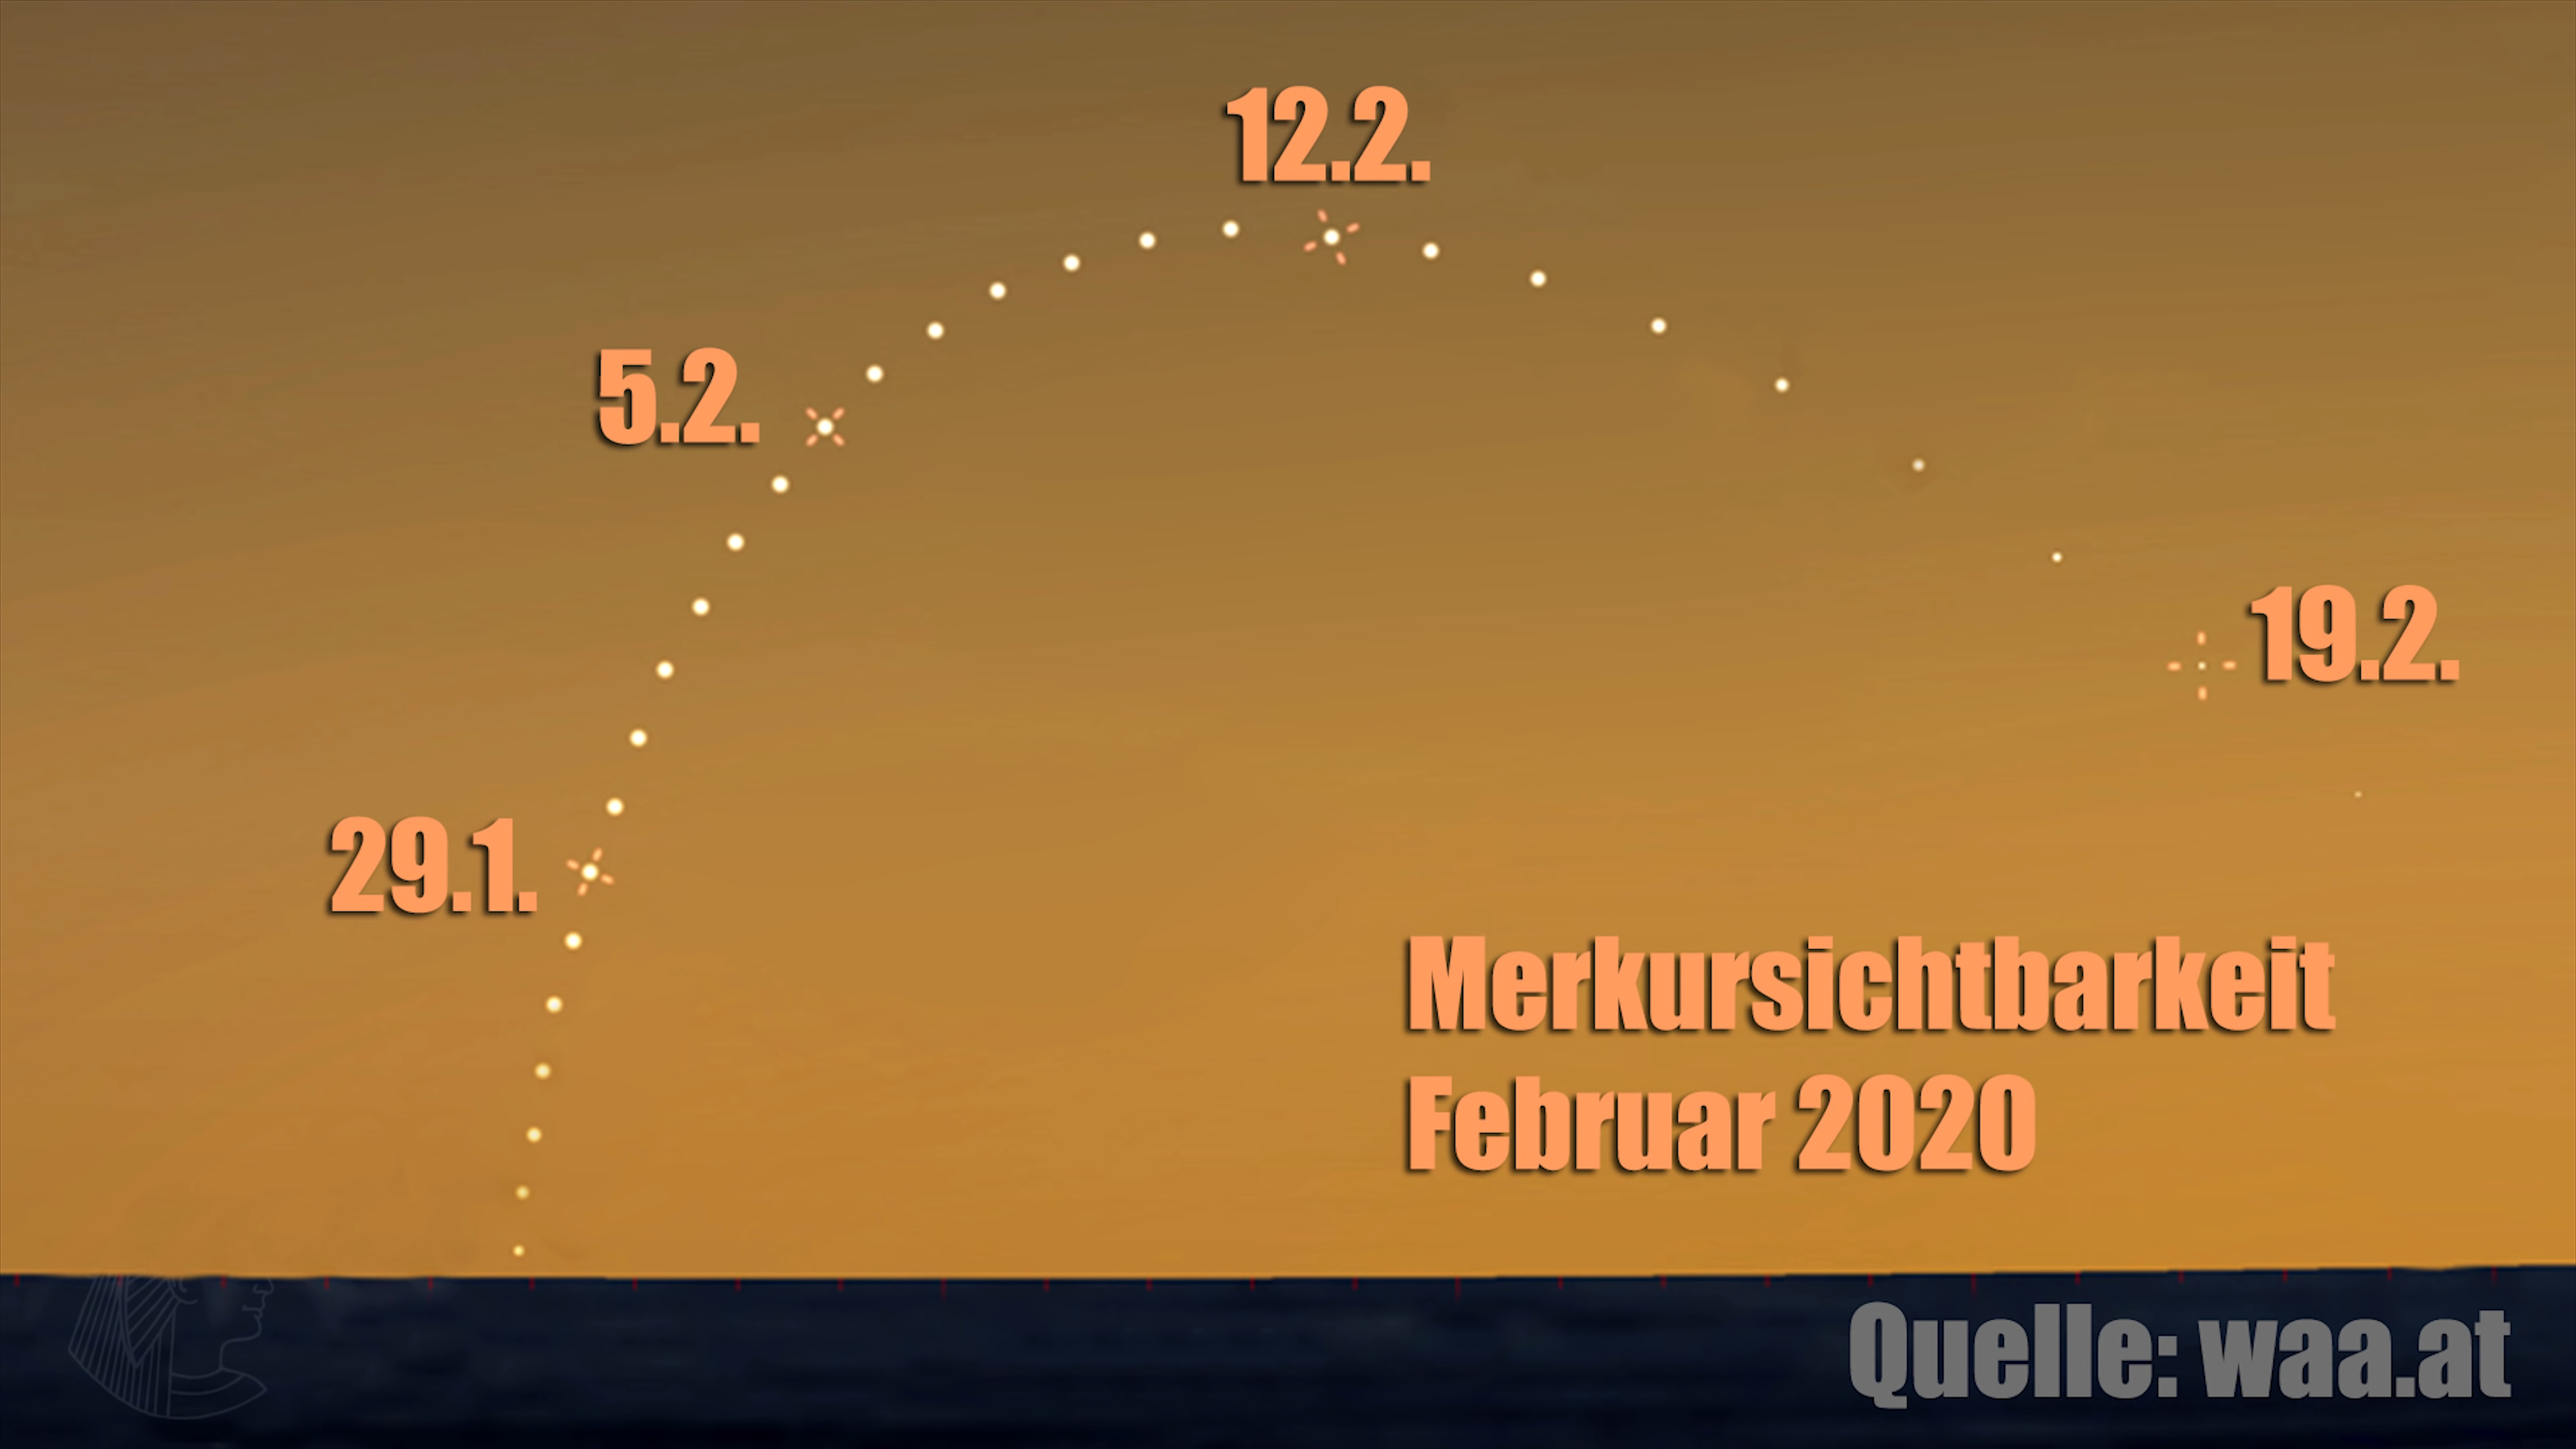 12.2.
5.2.
19.2.
29.1.
Merkursichtbarkeit
Februar 2020
Quelle: waa.at